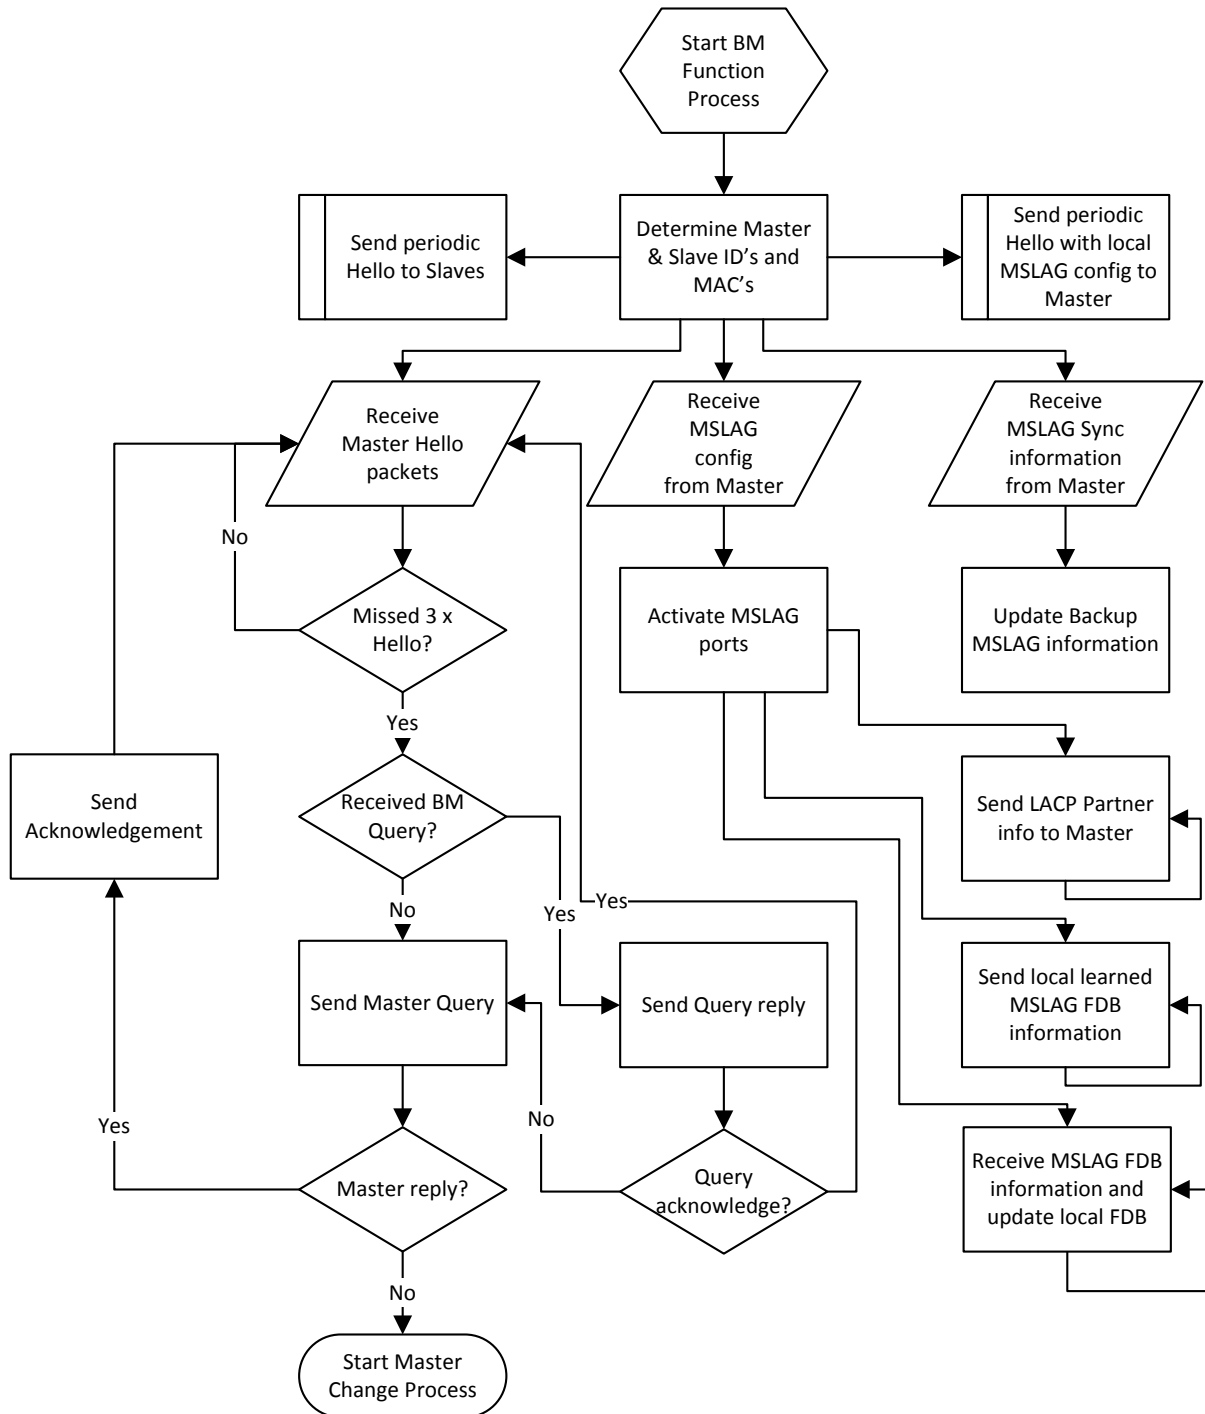 Start BM
Function
Process
Send periodic
Hello to Slaves
Determine Master
& Slave ID’s and
MAC’s
Send periodic
Hello with local
MSLAG config to
Master
Receive
Master Hello
packets
Receive
MSLAG
config
from Master
Receive
MSLAG Sync
information
from Master
No
Missed 3 x
Hello?
Activate MSLAG
ports
Update Backup
MSLAG information
Yes
Send
Acknowledgement
Received BM
Query?
Send LACP Partner
info to Master
No
Yes
Yes
Send Master Query
Send Query reply
Send local learned
MSLAG FDB
information
Yes
No
Master reply?
Query
acknowledge?
Receive MSLAG FDB
information and
update local FDB
No
Start Master
Change Process